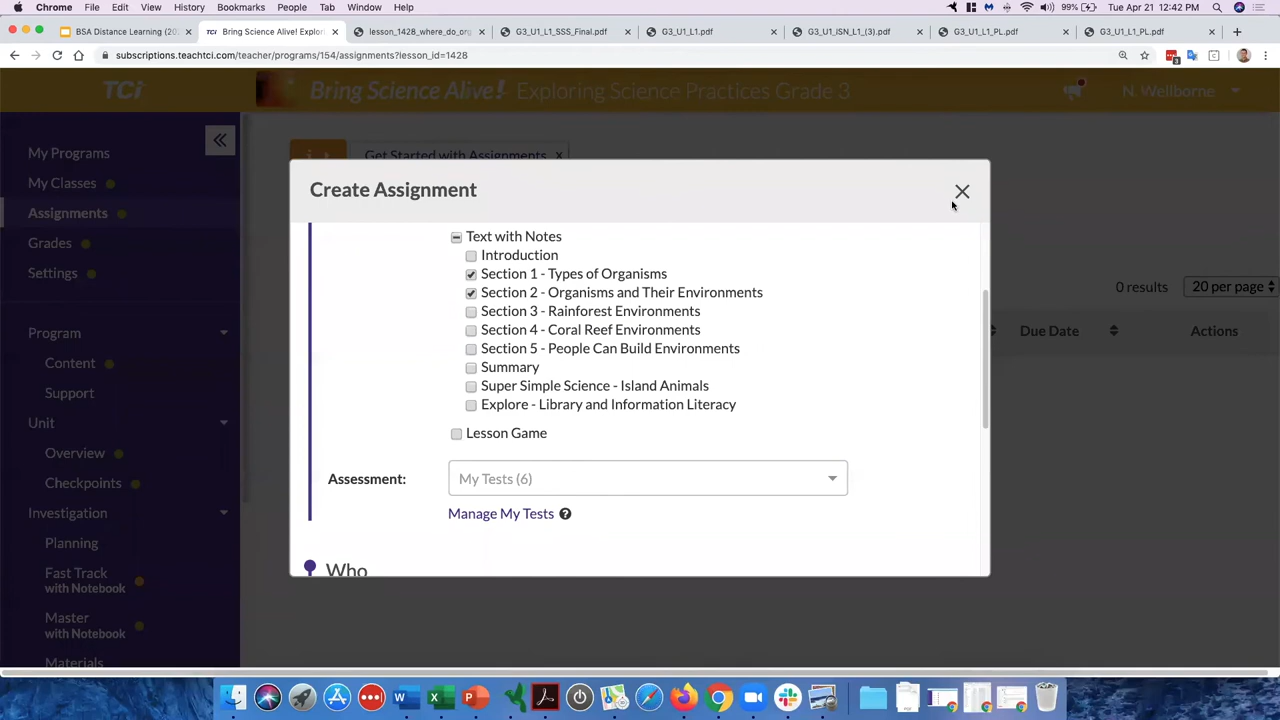 Chrome File Edit View History Bookmarks People Tab Window Help 99% Tue Apr 21 12:42 PM
BSA Distance Learning (20
TCi Bring Science Alive! Explori
lesson_1428_where_do_org
G3_U1_L1_SSS_Final.pdf
G3_U1_L1.pdf
G3_U1_ISN_L1_(3).pdf
G3_U1_L1_PL.pdf
G3_U1_L1_PL.pdf
subscriptions.teachtci.com/teacher/programs/154/assignments?lesson_id=1428
3
TCi Bring Science Alive! Exploring Science Practices Grade 3 N. Wellborne
My Programs
My Classes
Assignments
Grades
Settings
Program
Content
Support
Unit
Overview
Checkpoints
Investigation
Planning
Fast Track
with Notebook
Master
with Notebook
Materials
Get Started with Assignments ×
Create Assignment
Text with Notes
Introduction
Section 1 - Types of Organisms
Section 2 - Organisms and Their Environments
Section 3 - Rainforest Environments
Section 4 - Coral Reef Environments
Section 5 - People Can Build Environments
Summary
Super Simple Science - Island Animals
Explore - Library and Information Literacy
Lesson Game
Assessment: My Tests (6)
Manage My Tests ?
Who
0 results 20 per page
Due Date Actions